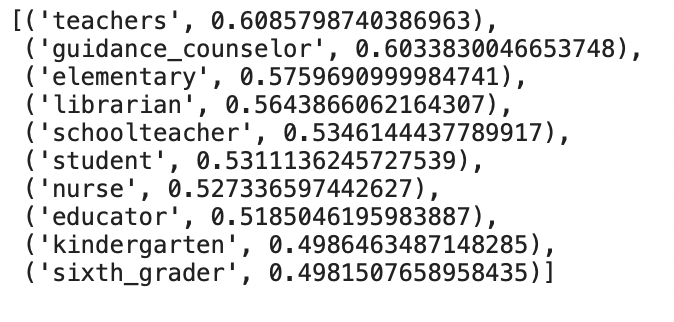 [('teachers', 0.6085798740386963),
('guidance_counselor', 0.6033830046653748),
('elementary', 0.5759690999984741),
('librarian', 0.5643866062164307),
('schoolteacher', 0.5346144437789917),
('student', 0.5311136245727539),
('nurse', 0.527336597442627),
('educator', 0.5185046195983887),
('kindergarten', 0.4986463487148285),
('sixth_grader', 0.4981507658958435)]